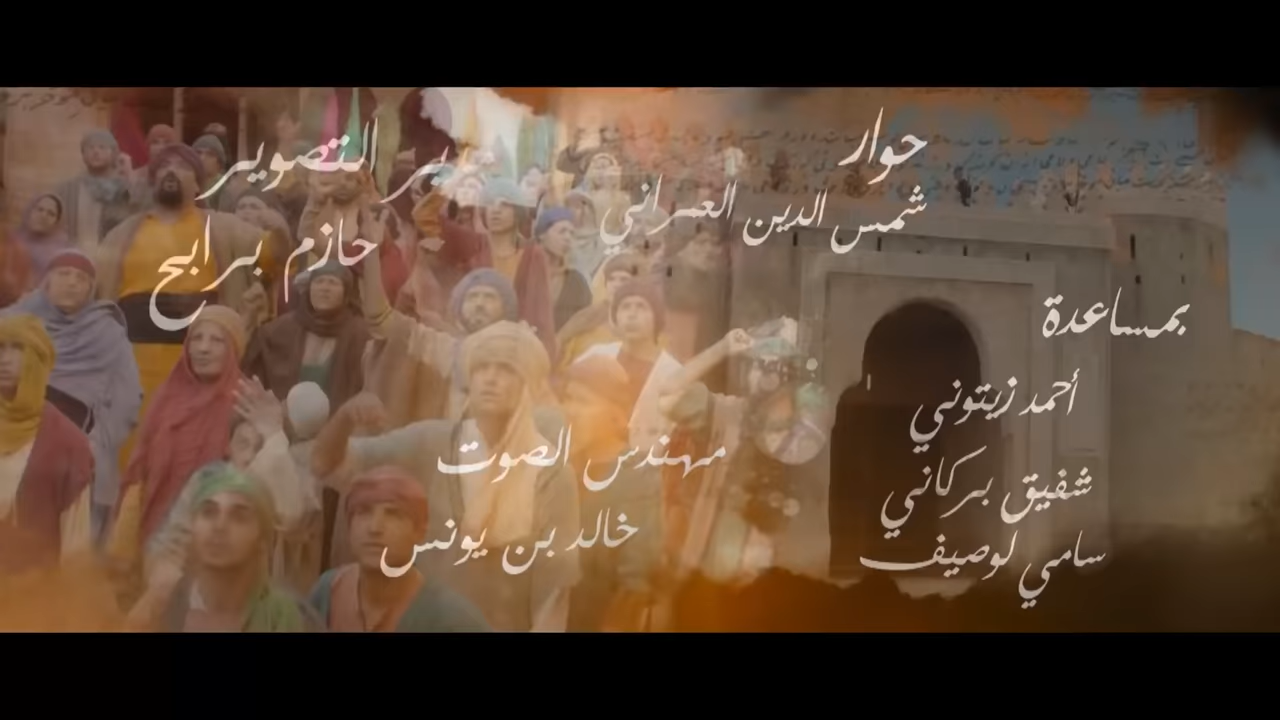 حوار
شمس الدين العمراني
بمساعدة
أحمد زيتوني
شفيق بركاني
سامي لوصيف
مدير التصوير
حازم برابح
مهندس الصوت
خالد بن يونس